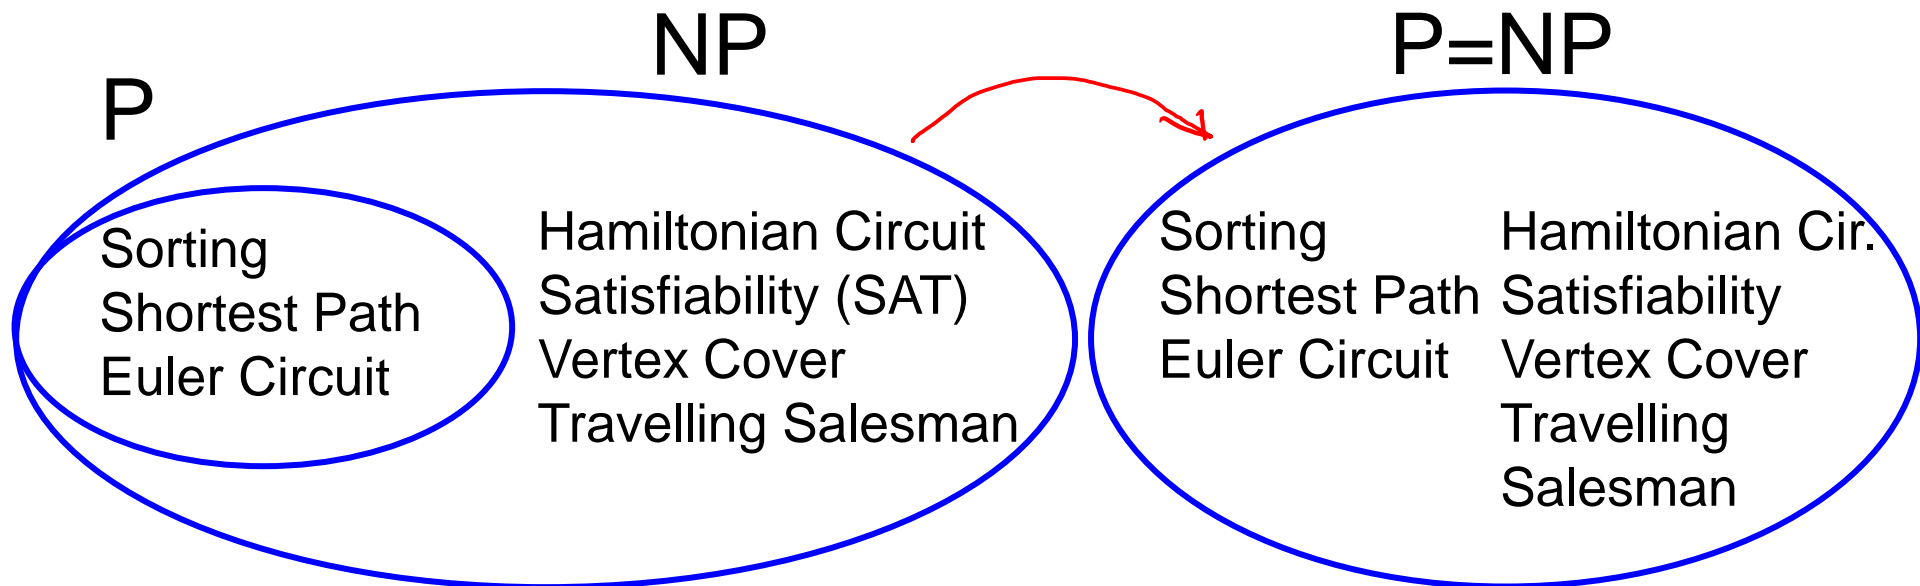 P
NP
P=NP
Sorting
Shortest Path
Euler Circuit
Hamiltonian Circuit
Satisfiability (SAT)
Vertex Cover
Travelling Salesman
Sorting
Shortest Path
Euler Circuit
Hamiltonian Cir.
Satisfiability
Vertex Cover
Travelling
Salesman